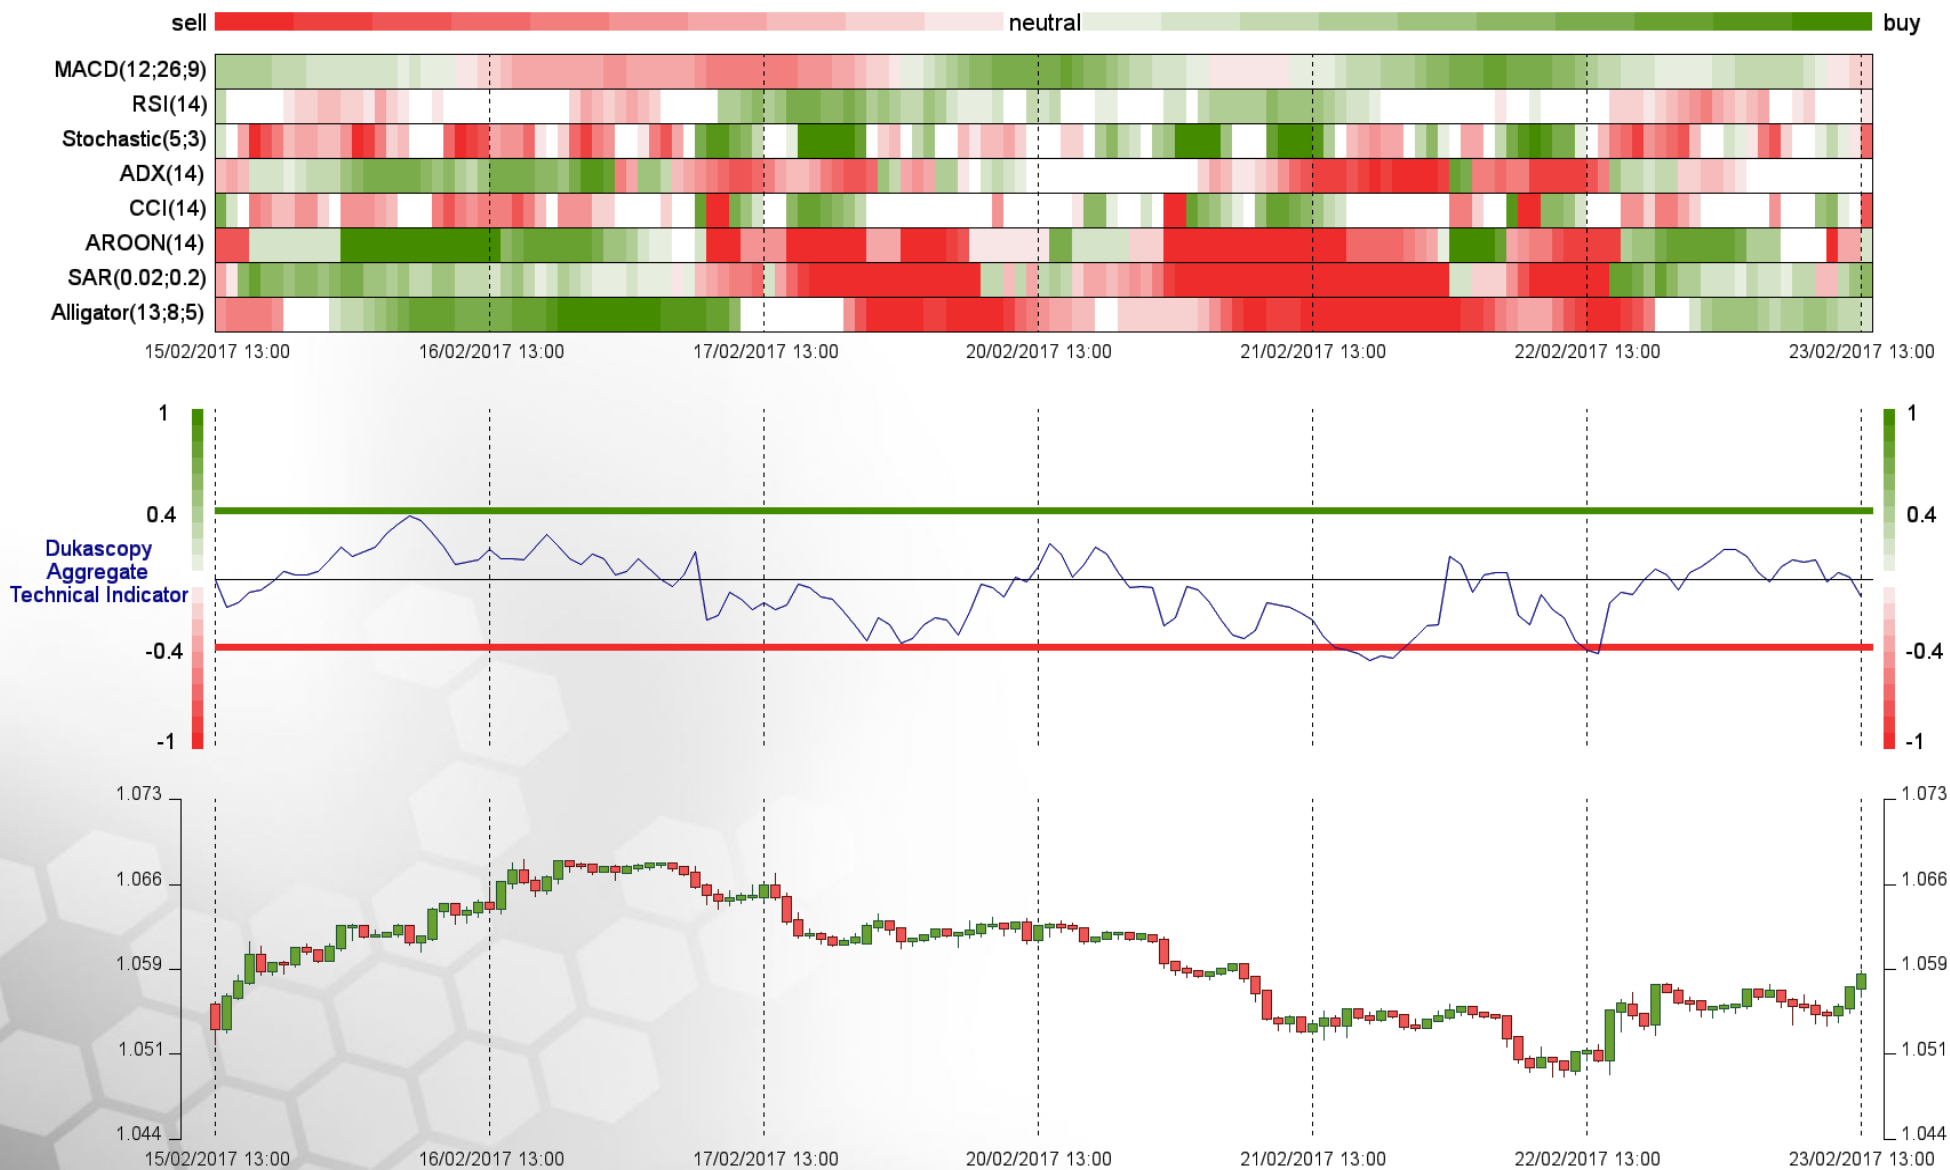 sell neutral buy
MACD(12;26;9)
RSI(14)
Stochastic(5;3)
ADX(14)
CCI(14)
AROON(14)
SAR(0.02;0.2)
Alligator(13;8;5)
15/02/2017 13:00 16/02/2017 13:00 17/02/2017 13:00 20/02/2017 13:00 21/02/2017 13:00 22/02/2017 13:00 23/02/2017 13:00
1 1
0.4 0.4
Dukascopy
Aggregate
Technical Indicator
-0.4 -0.4
-1 -1
1.073 1.073
1.066 1.066
1.059 1.059
1.051 1.051
1.044 1.044
15/02/2017 13:00 16/02/2017 13:00 17/02/2017 13:00 20/02/2017 13:00 21/02/2017 13:00 22/02/2017 13:00 23/02/2017 13:00